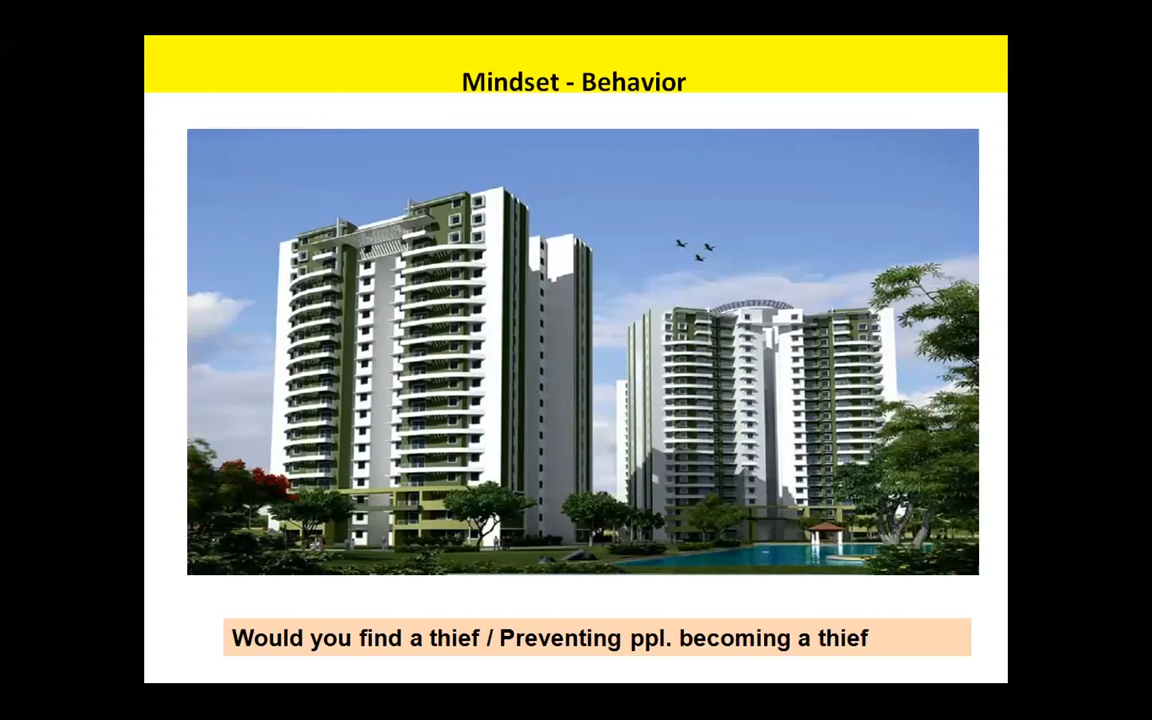 Mindset - Behavior
Would you find a thief / Preventing ppl. becoming a thief